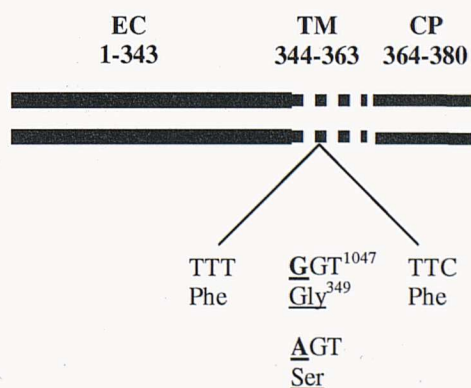 EC TM CP
1-343 344-363 364-380
TTT GGT1047 TTC
Phe Gly349 Phe
AGT
Ser